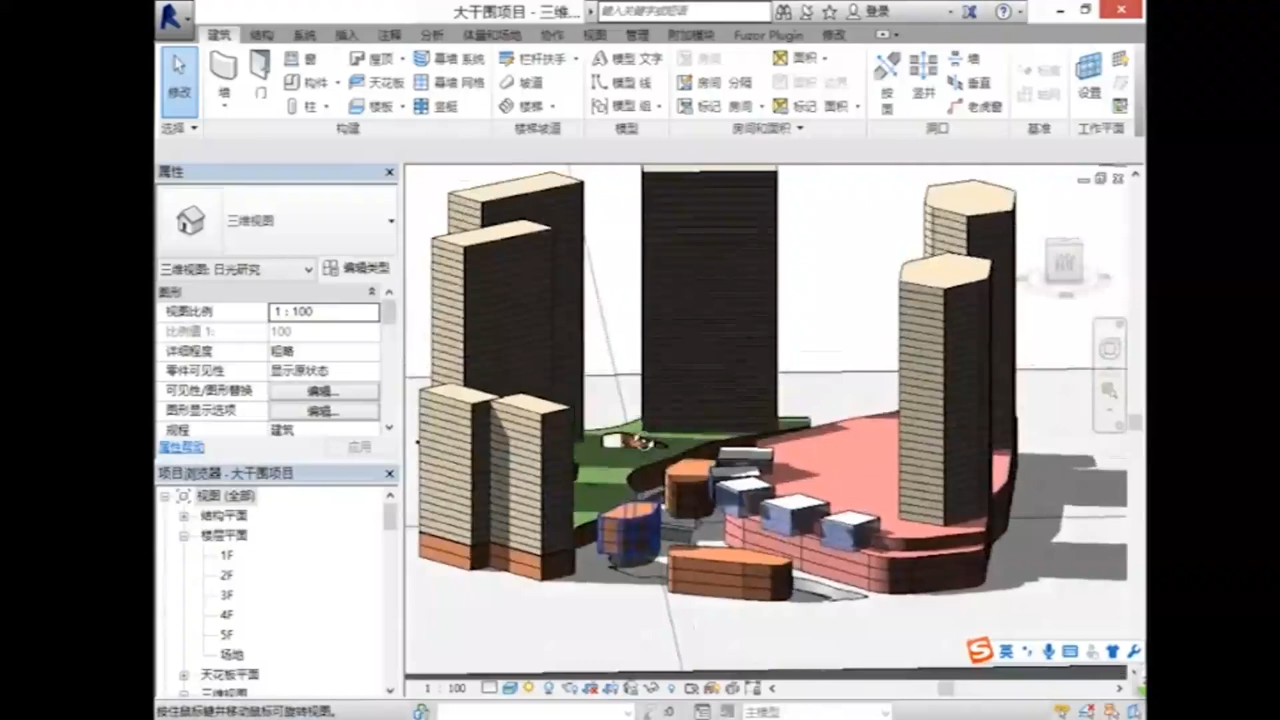 大干围项目 - 三维...
键入关键字或短语
登录
建筑 结构 系统 插入 注释 分析 体量和场地 协作 视图 管理 附加模块 Fuzor Plugin 修改
修改
墙
门
窗
构件
柱
屋顶
天花板
楼板
幕墙 系统
幕墙 网格
竖梃
栏杆扶手
坡道
楼梯
模型 文字
模型 线
模型 组
房间
房间 分隔
标记 房间
面积
面积 边界
标记 面积
按面
竖井
墙
垂直
老虎窗
标高
轴网
设置
选择
构建
楼梯坡道
模型
房间和面积
洞口
基准
工作平面
属性
三维视图
三维视图: 日光研究
编辑类型
图形
视图比例 1 : 100
比例值 1: 100
详细程度 粗略
零件可见性 显示原状态
可见性/图形替换 编辑...
图形显示选项 编辑...
规程 建筑
属性帮助
应用
项目浏览器 - 大干围项目
视图 (全部)
结构平面
楼层平面
1F
2F
3F
4F
5F
场地
天花板平面
三维视图
英
1 : 100
按住鼠标键并移动鼠标可旋转视图。
:0
主模型